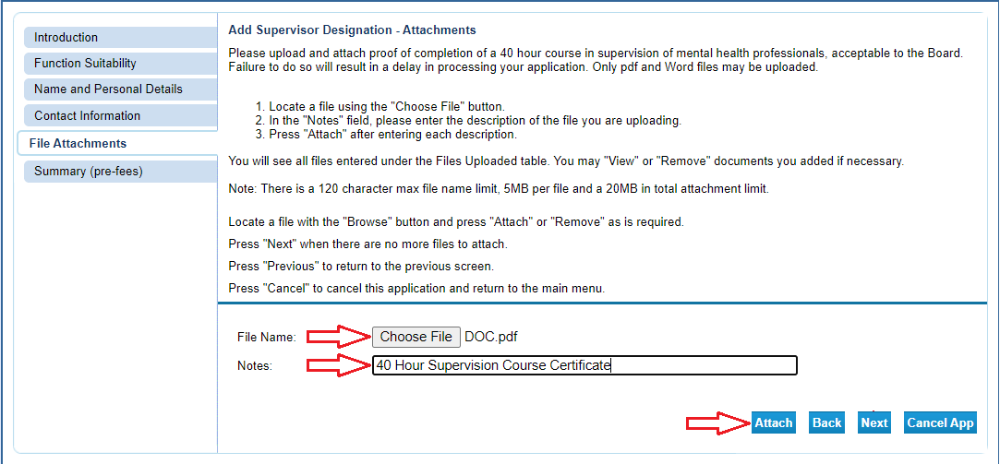 Introduction
Function Suitability
Name and Personal Details
Contact Information
File Attachments
Summary (pre-fees)
Add Supervisor Designation - Attachments
Please upload and attach proof of completion of a 40 hour course in supervision of mental health professionals, acceptable to the Board.
Failure to do so will result in a delay in processing your application. Only pdf and Word files may be uploaded.
1. Locate a file using the "Choose File" button.
2. In the "Notes" field, please enter the description of the file you are uploading.
3. Press "Attach" after entering each description.
You will see all files entered under the Files Uploaded table. You may "View" or "Remove" documents you added if necessary.
Note: There is a 120 character max file name limit, 5MB per file and a 20MB in total attachment limit.
Locate a file with the "Browse" button and press "Attach" or "Remove" as is required.
Press "Next" when there are no more files to attach.
Press "Previous" to return to the previous screen.
Press "Cancel" to cancel this application and return to the main menu.
File Name: Choose File DOC.pdf
Notes: 40 Hour Supervision Course Certificate
Attach Back Next Cancel App